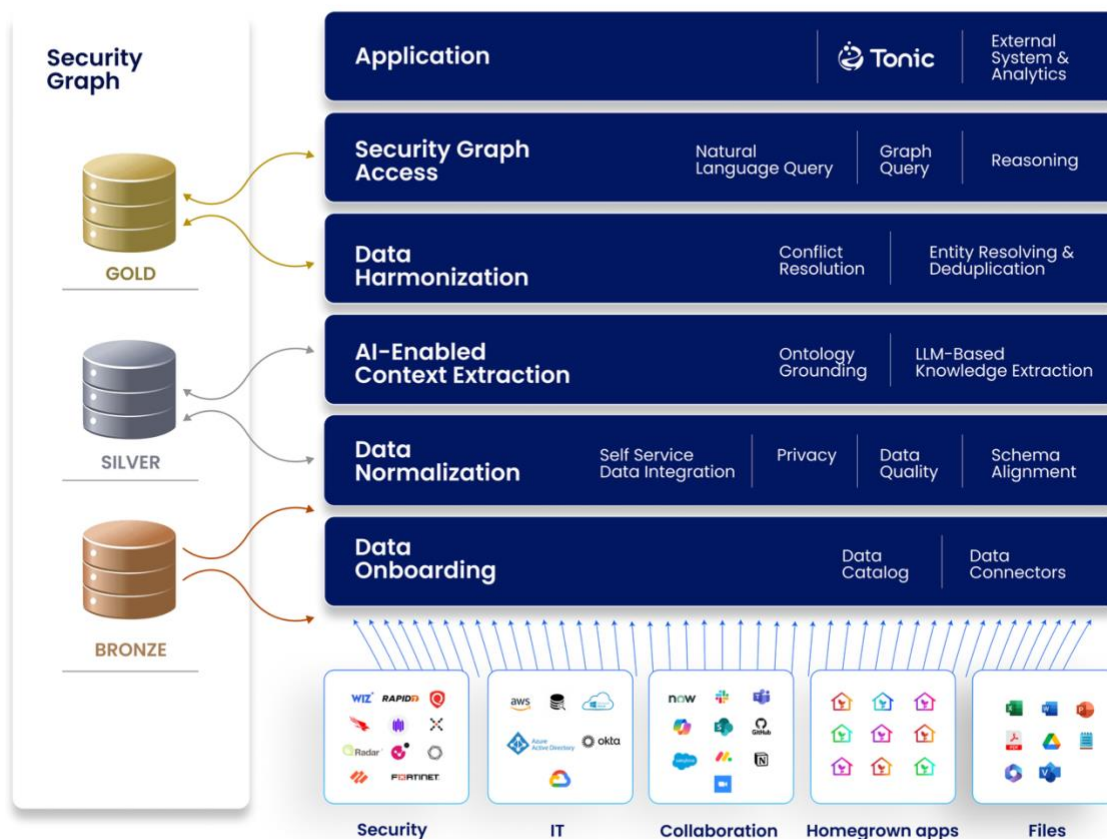 Security
Graph
GOLD
SILVER
BRONZE
Application
Tonic
External
System &
Analytics
Security Graph
Access
Natural
Language Query
Graph
Query
Reasoning
Data
Harmonization
Conflict
Resolution
Entity Resolving &
Deduplication
AI-Enabled
Context Extraction
Ontology
Grounding
LLM-Based
Knowledge Extraction
Data
Normalization
Self Service
Data Integration
Privacy
Data
Quality
Schema
Alignment
Data
Onboarding
Data
Catalog
Data
Connectors
WIZ
RAPID7
Radar
FORTINET
aws
Azure
Active Directory
okta
now
GitHub
salesforce
PDF
Security
IT
Collaboration
Homegrown apps
Files